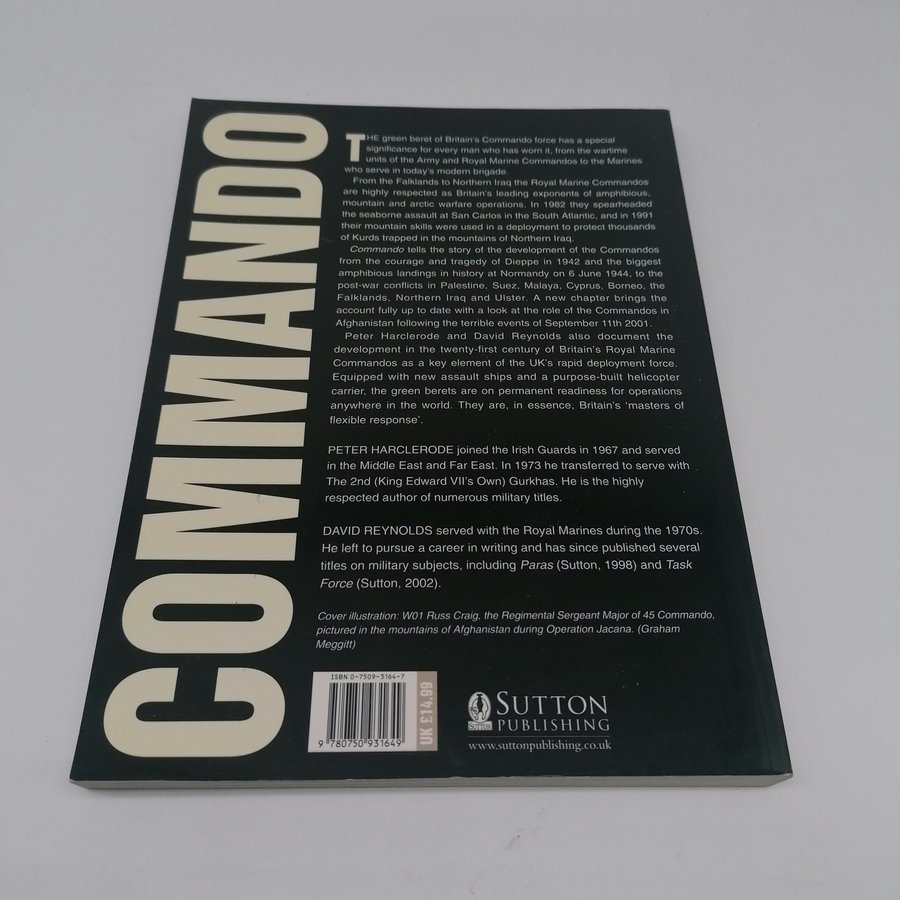 COMMANDO
THE green beret of Britain's Commando force has a special
significance for every man who has worn it, from the wartime
units of the Army and Royal Marine Commandos to the Marines
who serve in today's modern brigade.
From the Falklands to Northern Iraq the Royal Marine Commandos
are highly respected as Britain's leading exponents of amphibious,
mountain and arctic warfare operations. In 1982 they spearheaded
the seaborne assault at San Carlos in the South Atlantic, and in 1991
their mountain skills were used in a deployment to protect thousands
of Kurds trapped in the mountains of Northern Iraq.
Commando tells the story of the development of the Commandos
from the courage and tragedy of Dieppe in 1942 and the biggest
amphibious landings in history at Normandy on 6 June 1944, to the
post-war conflicts in Palestine, Suez, Malaya, Cyprus, Borneo, the
Falklands, Northern Iraq and Ulster. A new chapter brings the
account fully up to date with a look at the role of the Commandos in
Afghanistan following the terrible events of September 11th 2001.
Peter Harclerode and David Reynolds also document the
development in the twenty-first century of Britain's Royal Marine
Commandos as a key element of the UK's rapid deployment force.
Equipped with new assault ships and a purpose-built helicopter
carrier, the green berets are on permanent readiness for operations
anywhere in the world. They are, in essence, Britain's 'masters of
flexible response'.
PETER HARCLERODE joined the Irish Guards in 1967 and served
in the Middle East and Far East. In 1973 he transferred to serve with
The 2nd (King Edward VII's Own) Gurkhas. He is the highly
respected author of numerous military titles.
DAVID REYNOLDS served with the Royal Marines during the 1970s.
He left to pursue a career in writing and has since published several
titles on military subjects, including Paras (Sutton, 1998) and Task
Force (Sutton, 2002).
Cover illustration: W01 Russ Craig, the Regimental Sergeant Major of 45 Commando,
pictured in the mountains of Afghanistan during Operation Jacana. (Graham
Meggitt)
ISBN 0-7509-3164-7
9 780750 931649
UK £14.99
SUTTON
SUTTON
PUBLISHING
www.suttonpublishing.co.uk